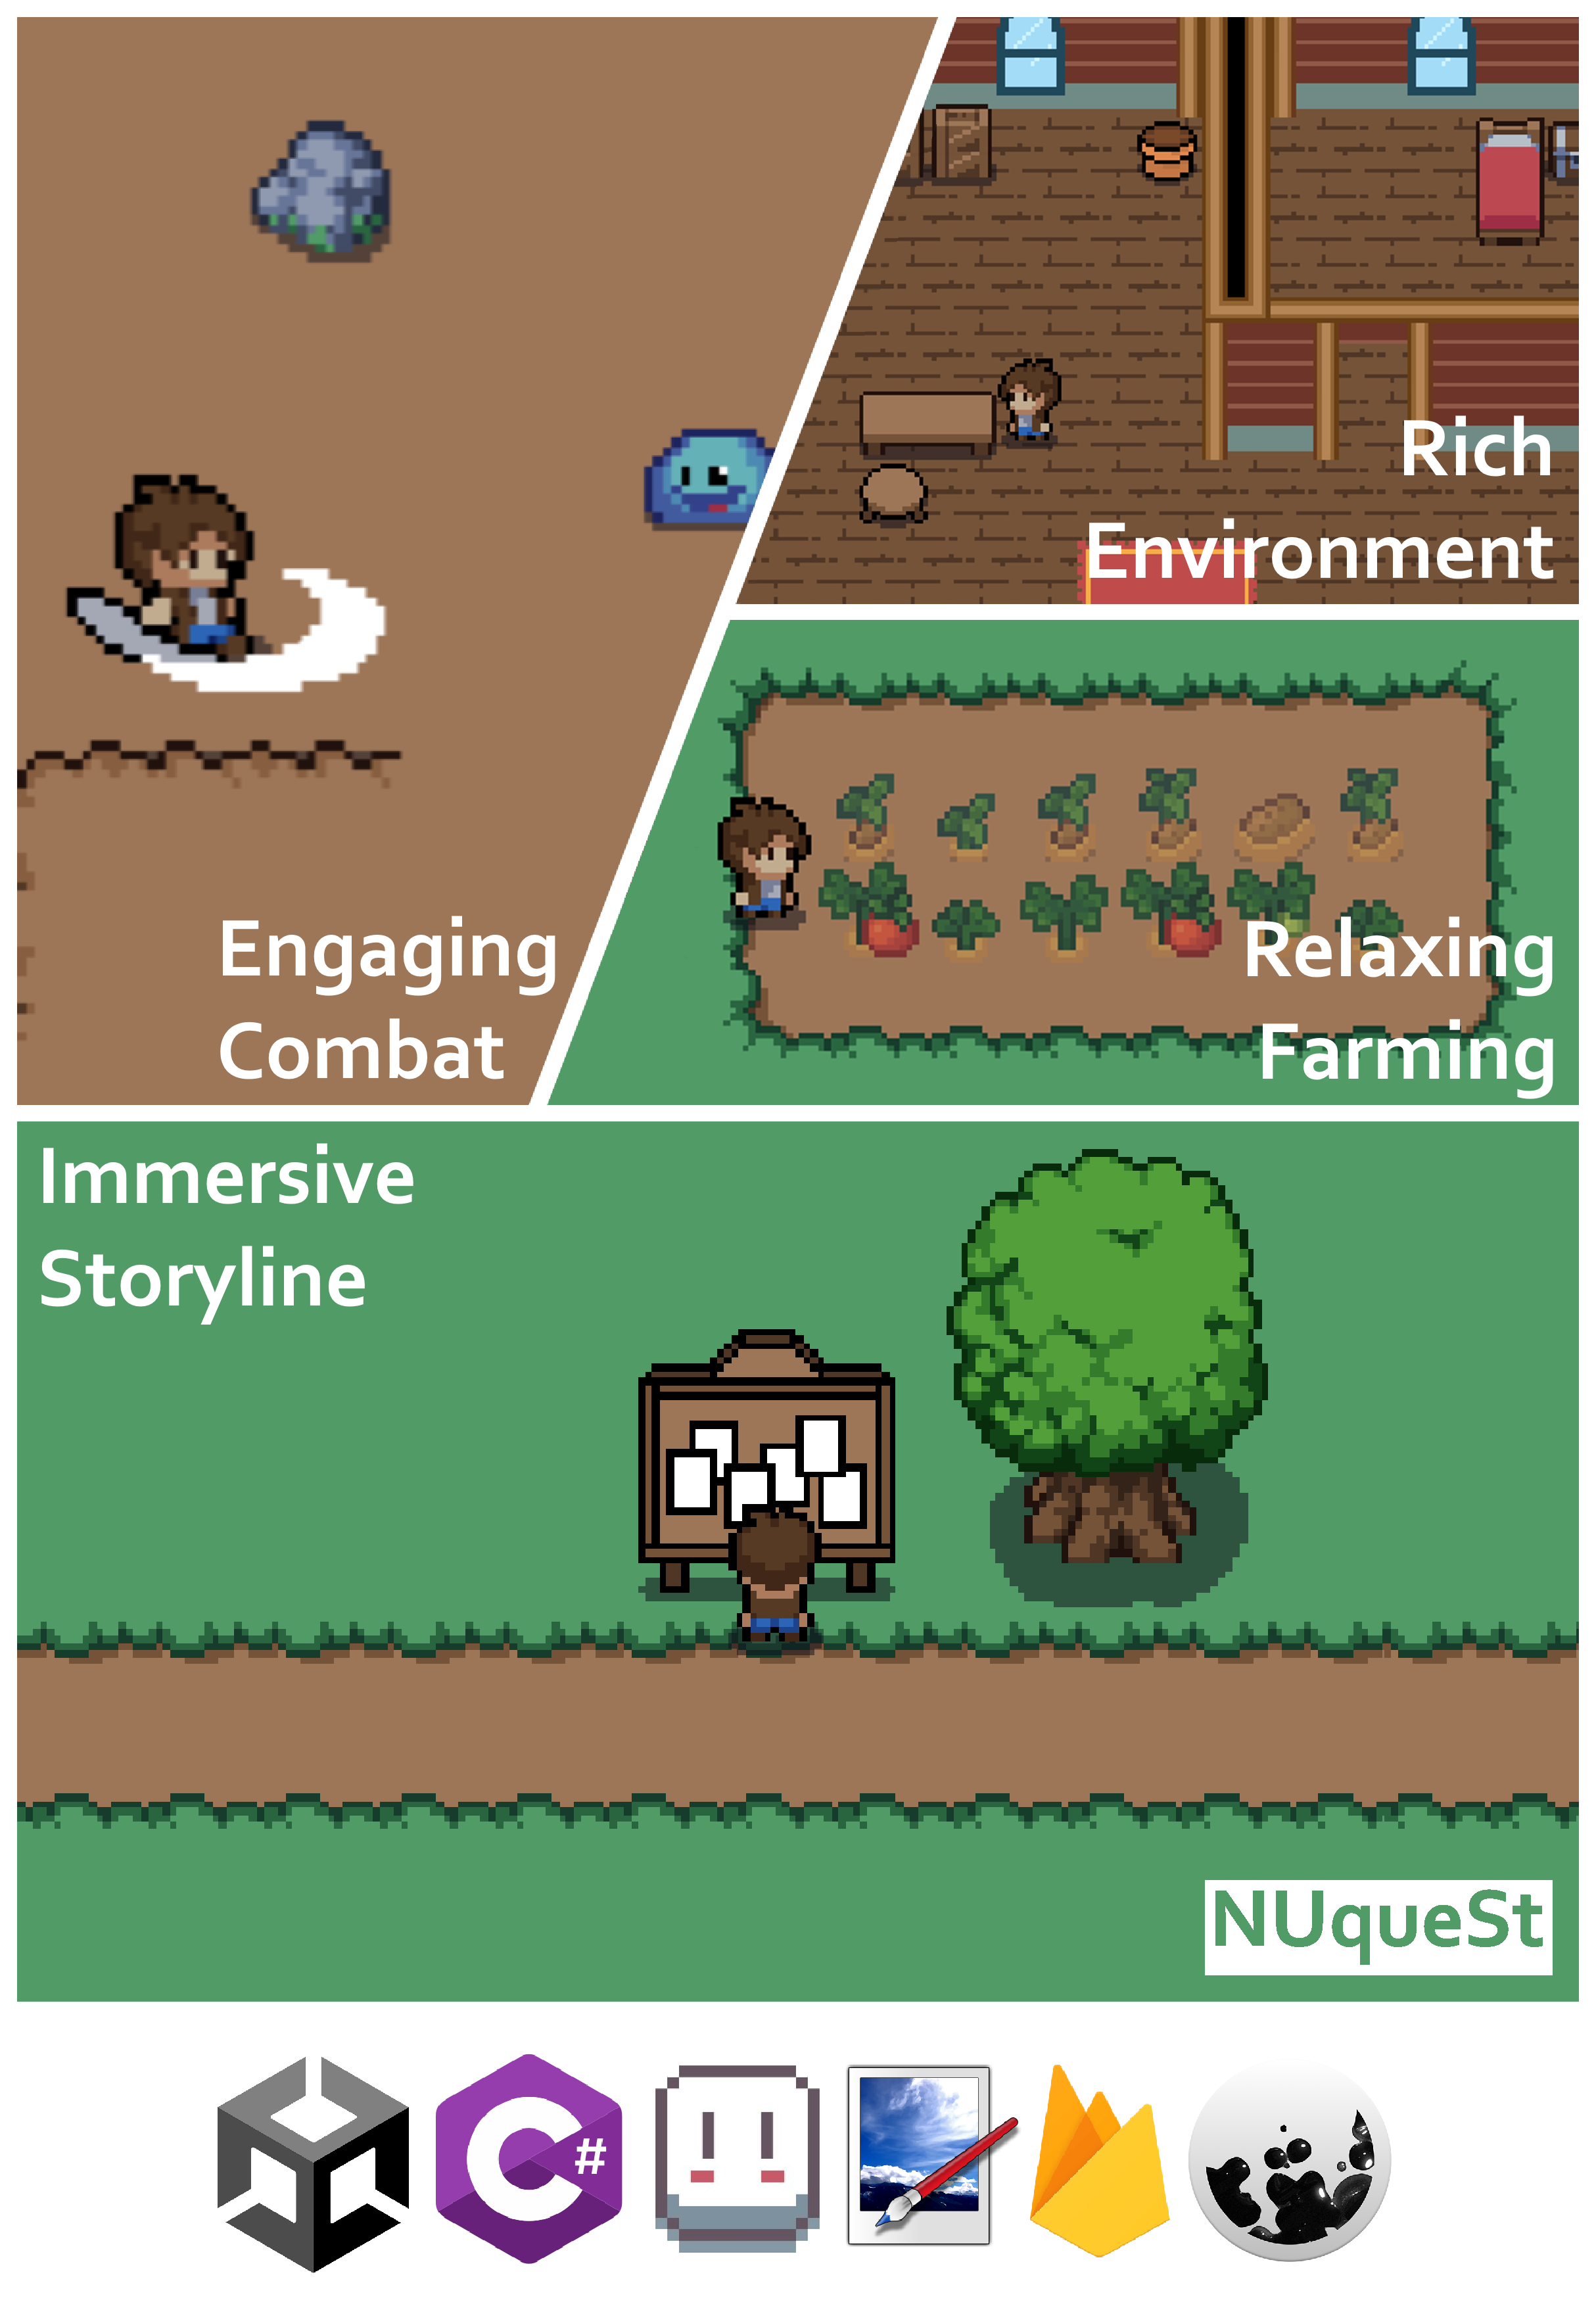 Engaging
Combat
Rich
Environment
Relaxing
Farming
Immersive
Storyline
NUqueSt
C#